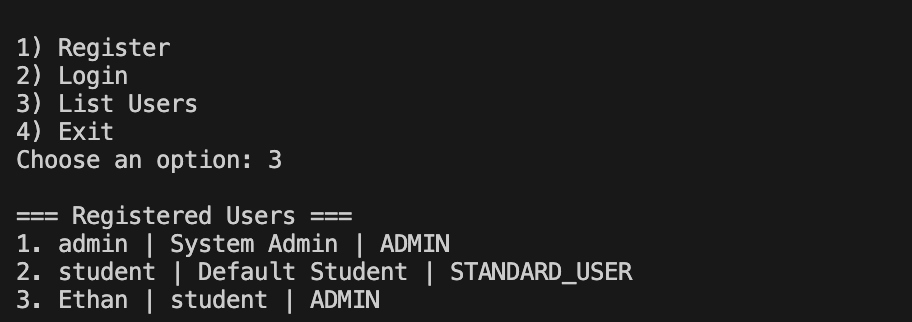 1) Register
2) Login
3) List Users
4) Exit
Choose an option: 3
=== Registered Users ===
1. admin | System Admin | ADMIN
2. student | Default Student | STANDARD_USER
3. Ethan | student | ADMIN